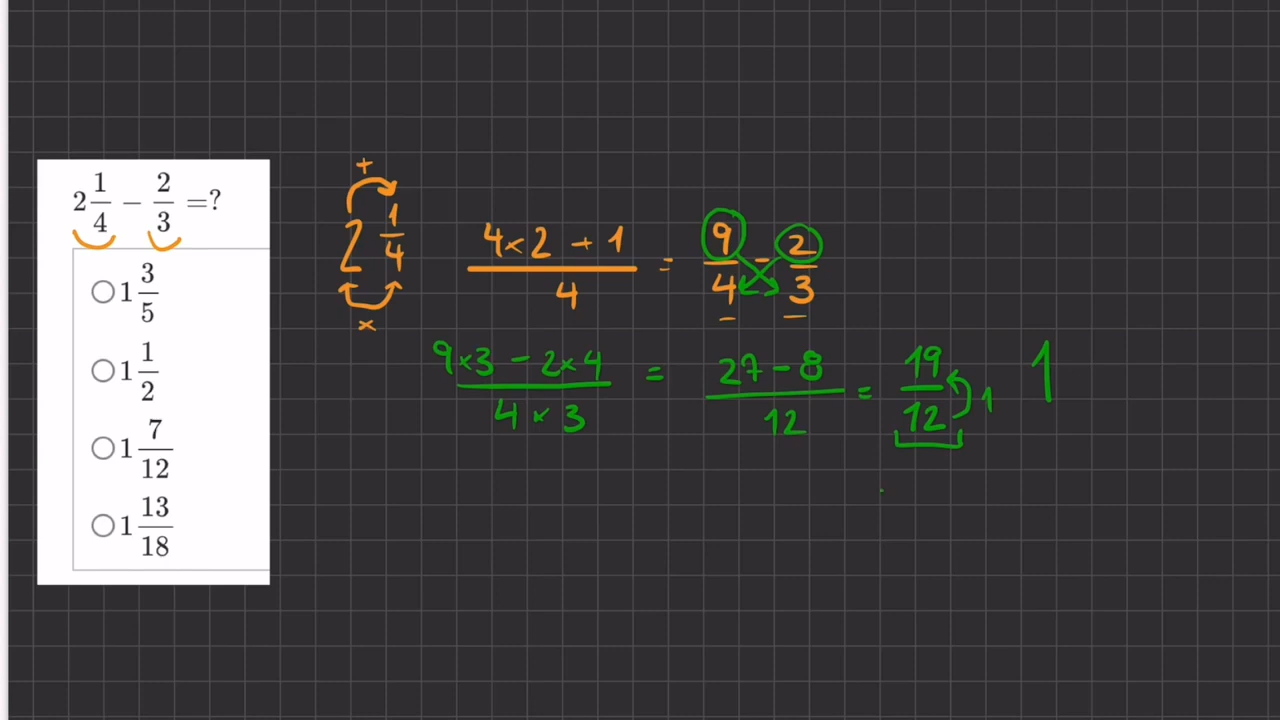 2 1/4 − 2/3 =?
1 3/5
1 1/2
1 7/12
1 13/18
+
2 1/4
×
4×2 + 1 / 4 = 9/4 − 2/3
9×3 − 2×4 / 4 × 3 = 27 − 8 / 12 = 19/12 1 1